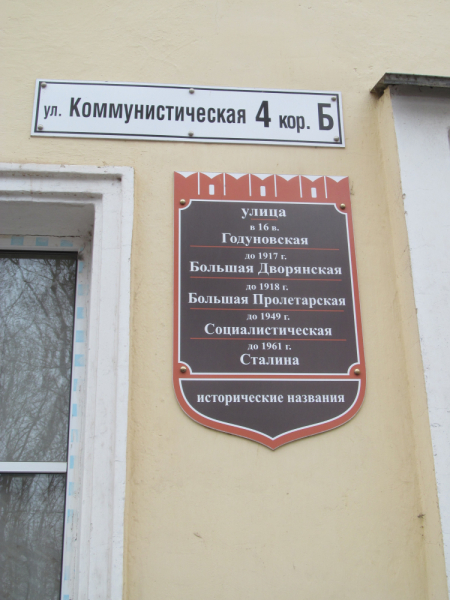 ул. Коммунистическая 4 кор. Б
улица
в 16 в.
Годуновская
до 1917 г.
Большая Дворянская
до 1918 г.
Большая Пролетарская
до 1949 г.
Социалистическая
до 1961 г.
Сталина
исторические названия